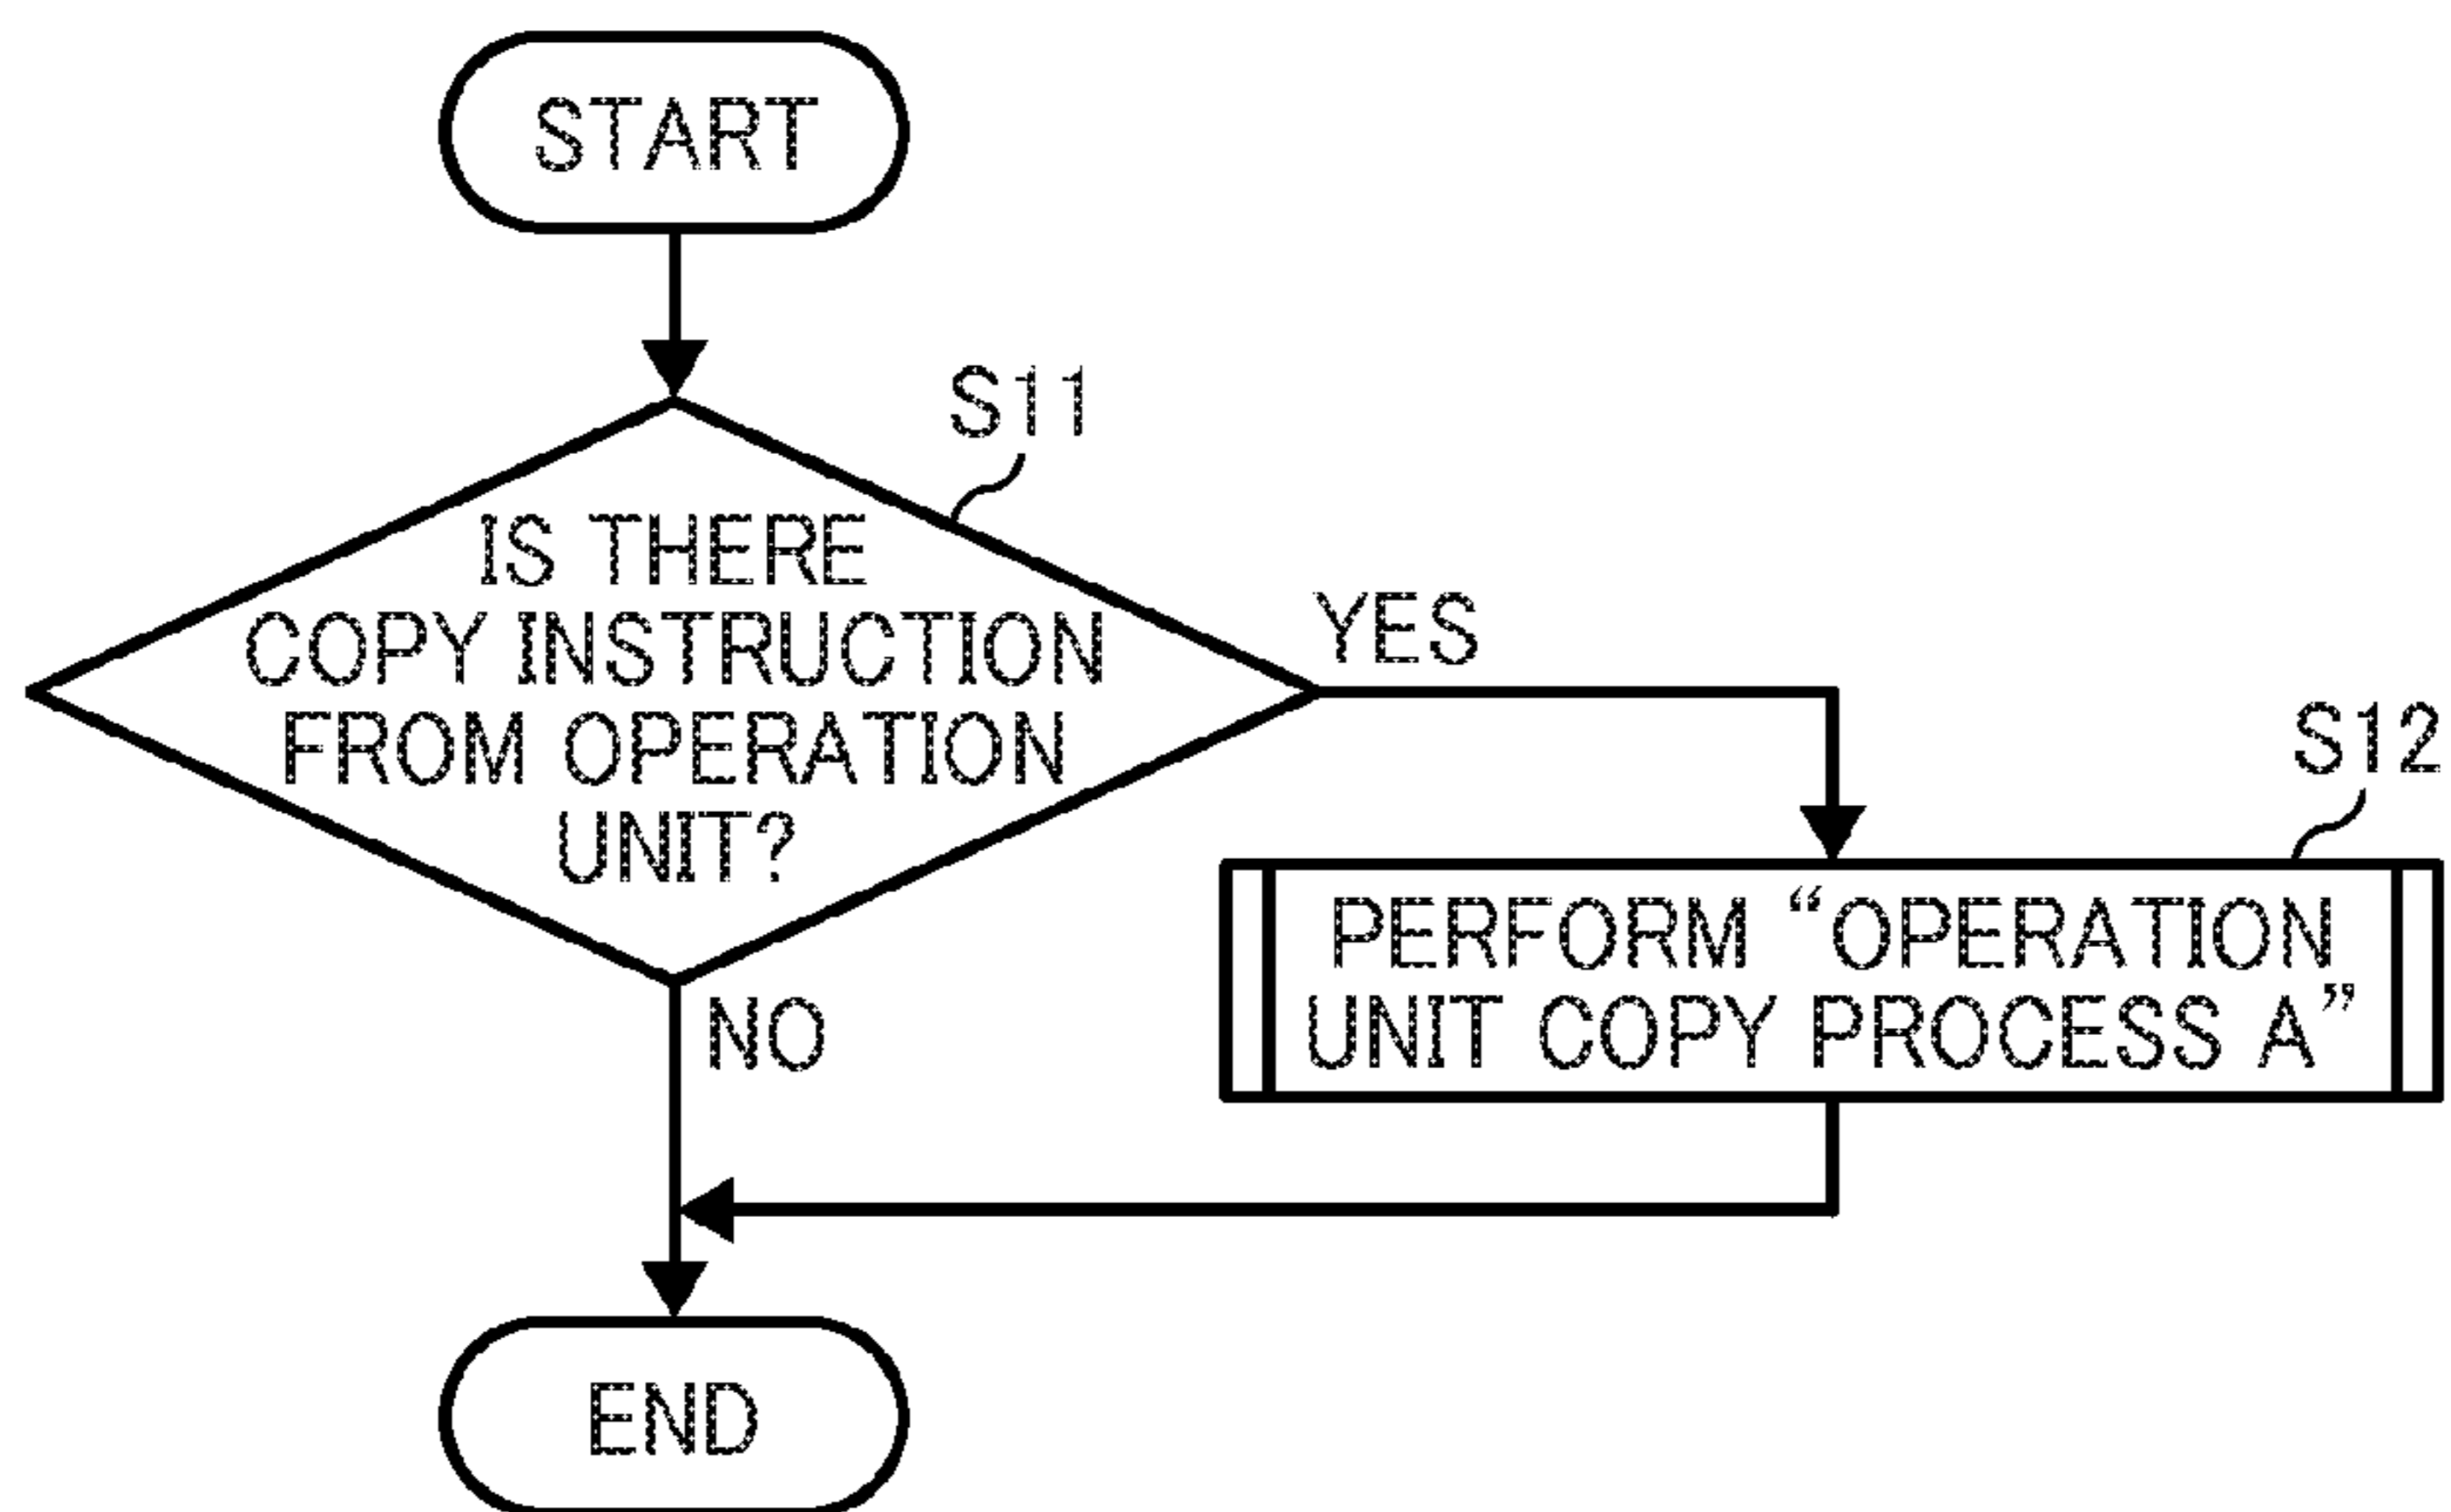 START
S11
IS THERE
COPY INSTRUCTION
FROM OPERATION
UNIT?
YES
S12
PERFORM “OPERATION
UNIT COPY PROCESS A”
NO
END